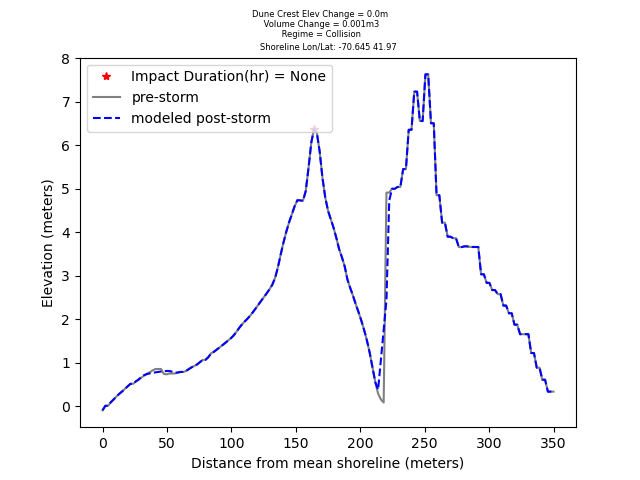 Dune Crest Elev Change = 0.0m
Volume Change = 0.001m3
Regime = Collision
Shoreline Lon/Lat: -70.645 41.97
Impact Duration(hr) = None
pre-storm
modeled post-storm
Elevation (meters)
8
7
6
5
4
3
2
1
0
0 50 100 150 200 250 300 350
Distance from mean shoreline (meters)